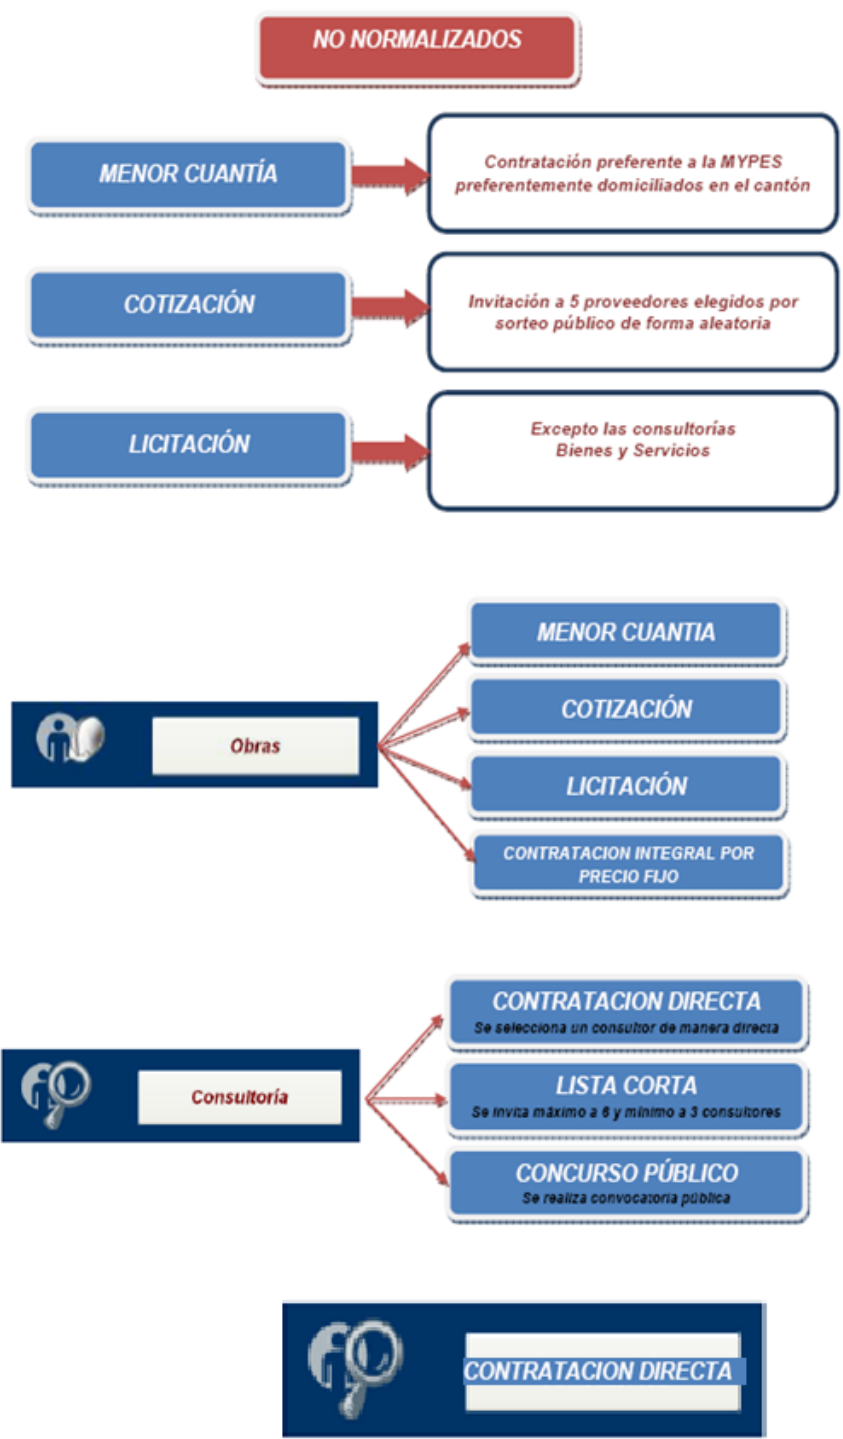 NO NORMALIZADOS
MENOR CUANTÍA
Contratación preferente a la MYPES
preferentemente domiciliados en el cantón
COTIZACIÓN
Invitación a 5 proveedores elegidos por
sorteo público de forma aleatoria
LICITACIÓN
Excepto las consultorías
Bienes y Servicios
Obras
MENOR CUANTIA
COTIZACIÓN
LICITACIÓN
CONTRATACION INTEGRAL POR
PRECIO FIJO
Consultoría
CONTRATACION DIRECTA
Se selecciona un consultor de manera directa
LISTA CORTA
Se invita máximo a 6 y mínimo a 3 consultores
CONCURSO PÚBLICO
Se realiza convocatoria pública
CONTRATACION DIRECTA